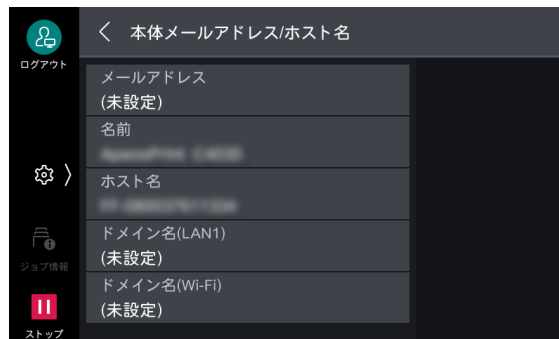 本体メールアドレス/ホスト名
ログアウト
メールアドレス
(未設定)
名前
ホスト名
ドメイン名(LAN1)
(未設定)
ジョブ情報
ドメイン名(Wi-Fi)
(未設定)
ストップ